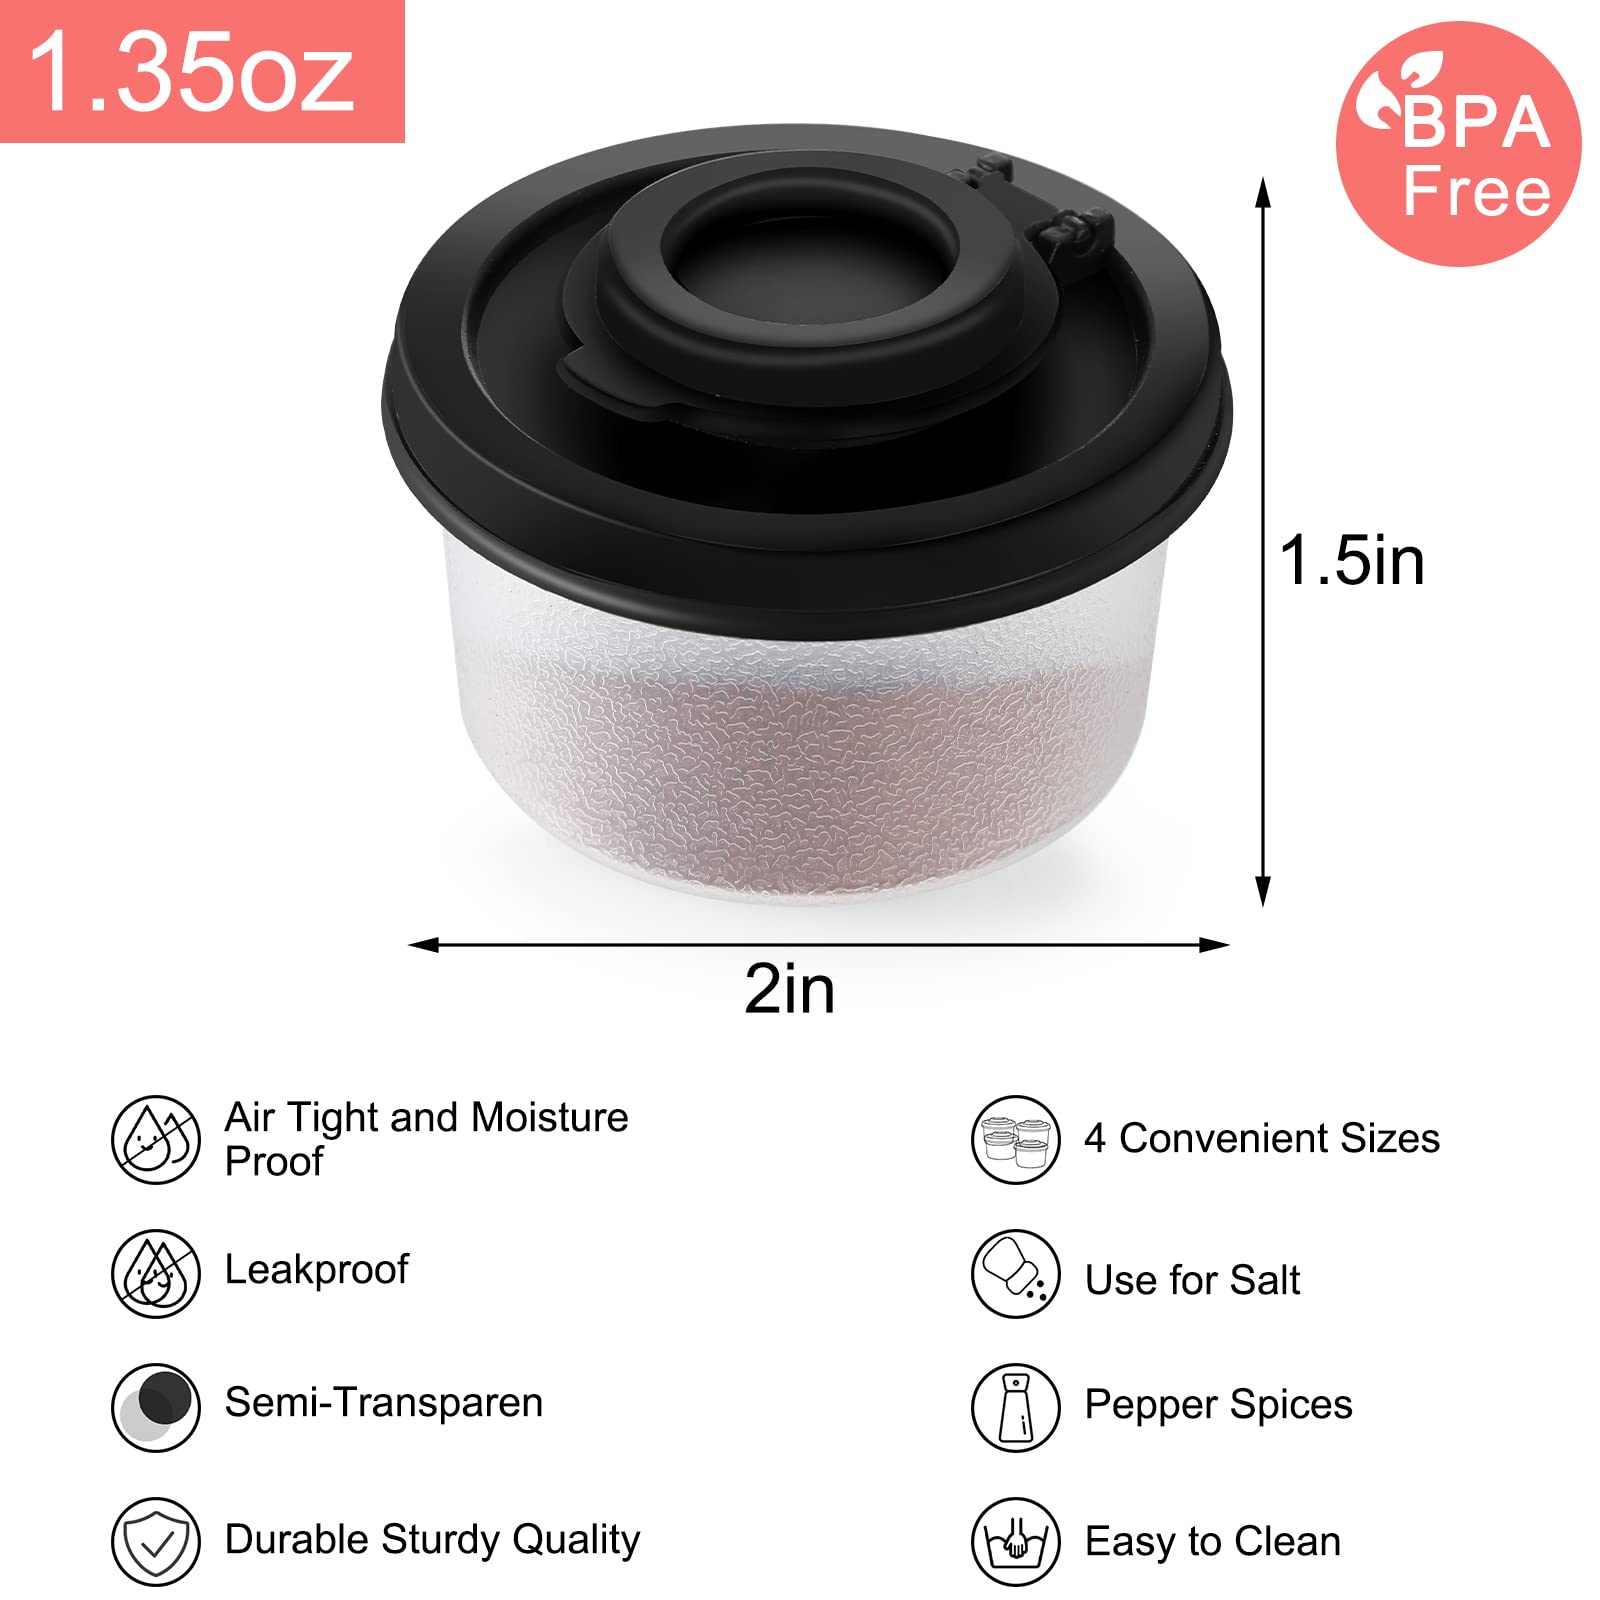 1.35oz
BPA
Free
1.5in
2in
Air Tight and Moisture
Proof
4 Convenient Sizes
Leakproof
Use for Salt
Semi-Transparen
Pepper Spices
Durable Sturdy Quality
Easy to Clean